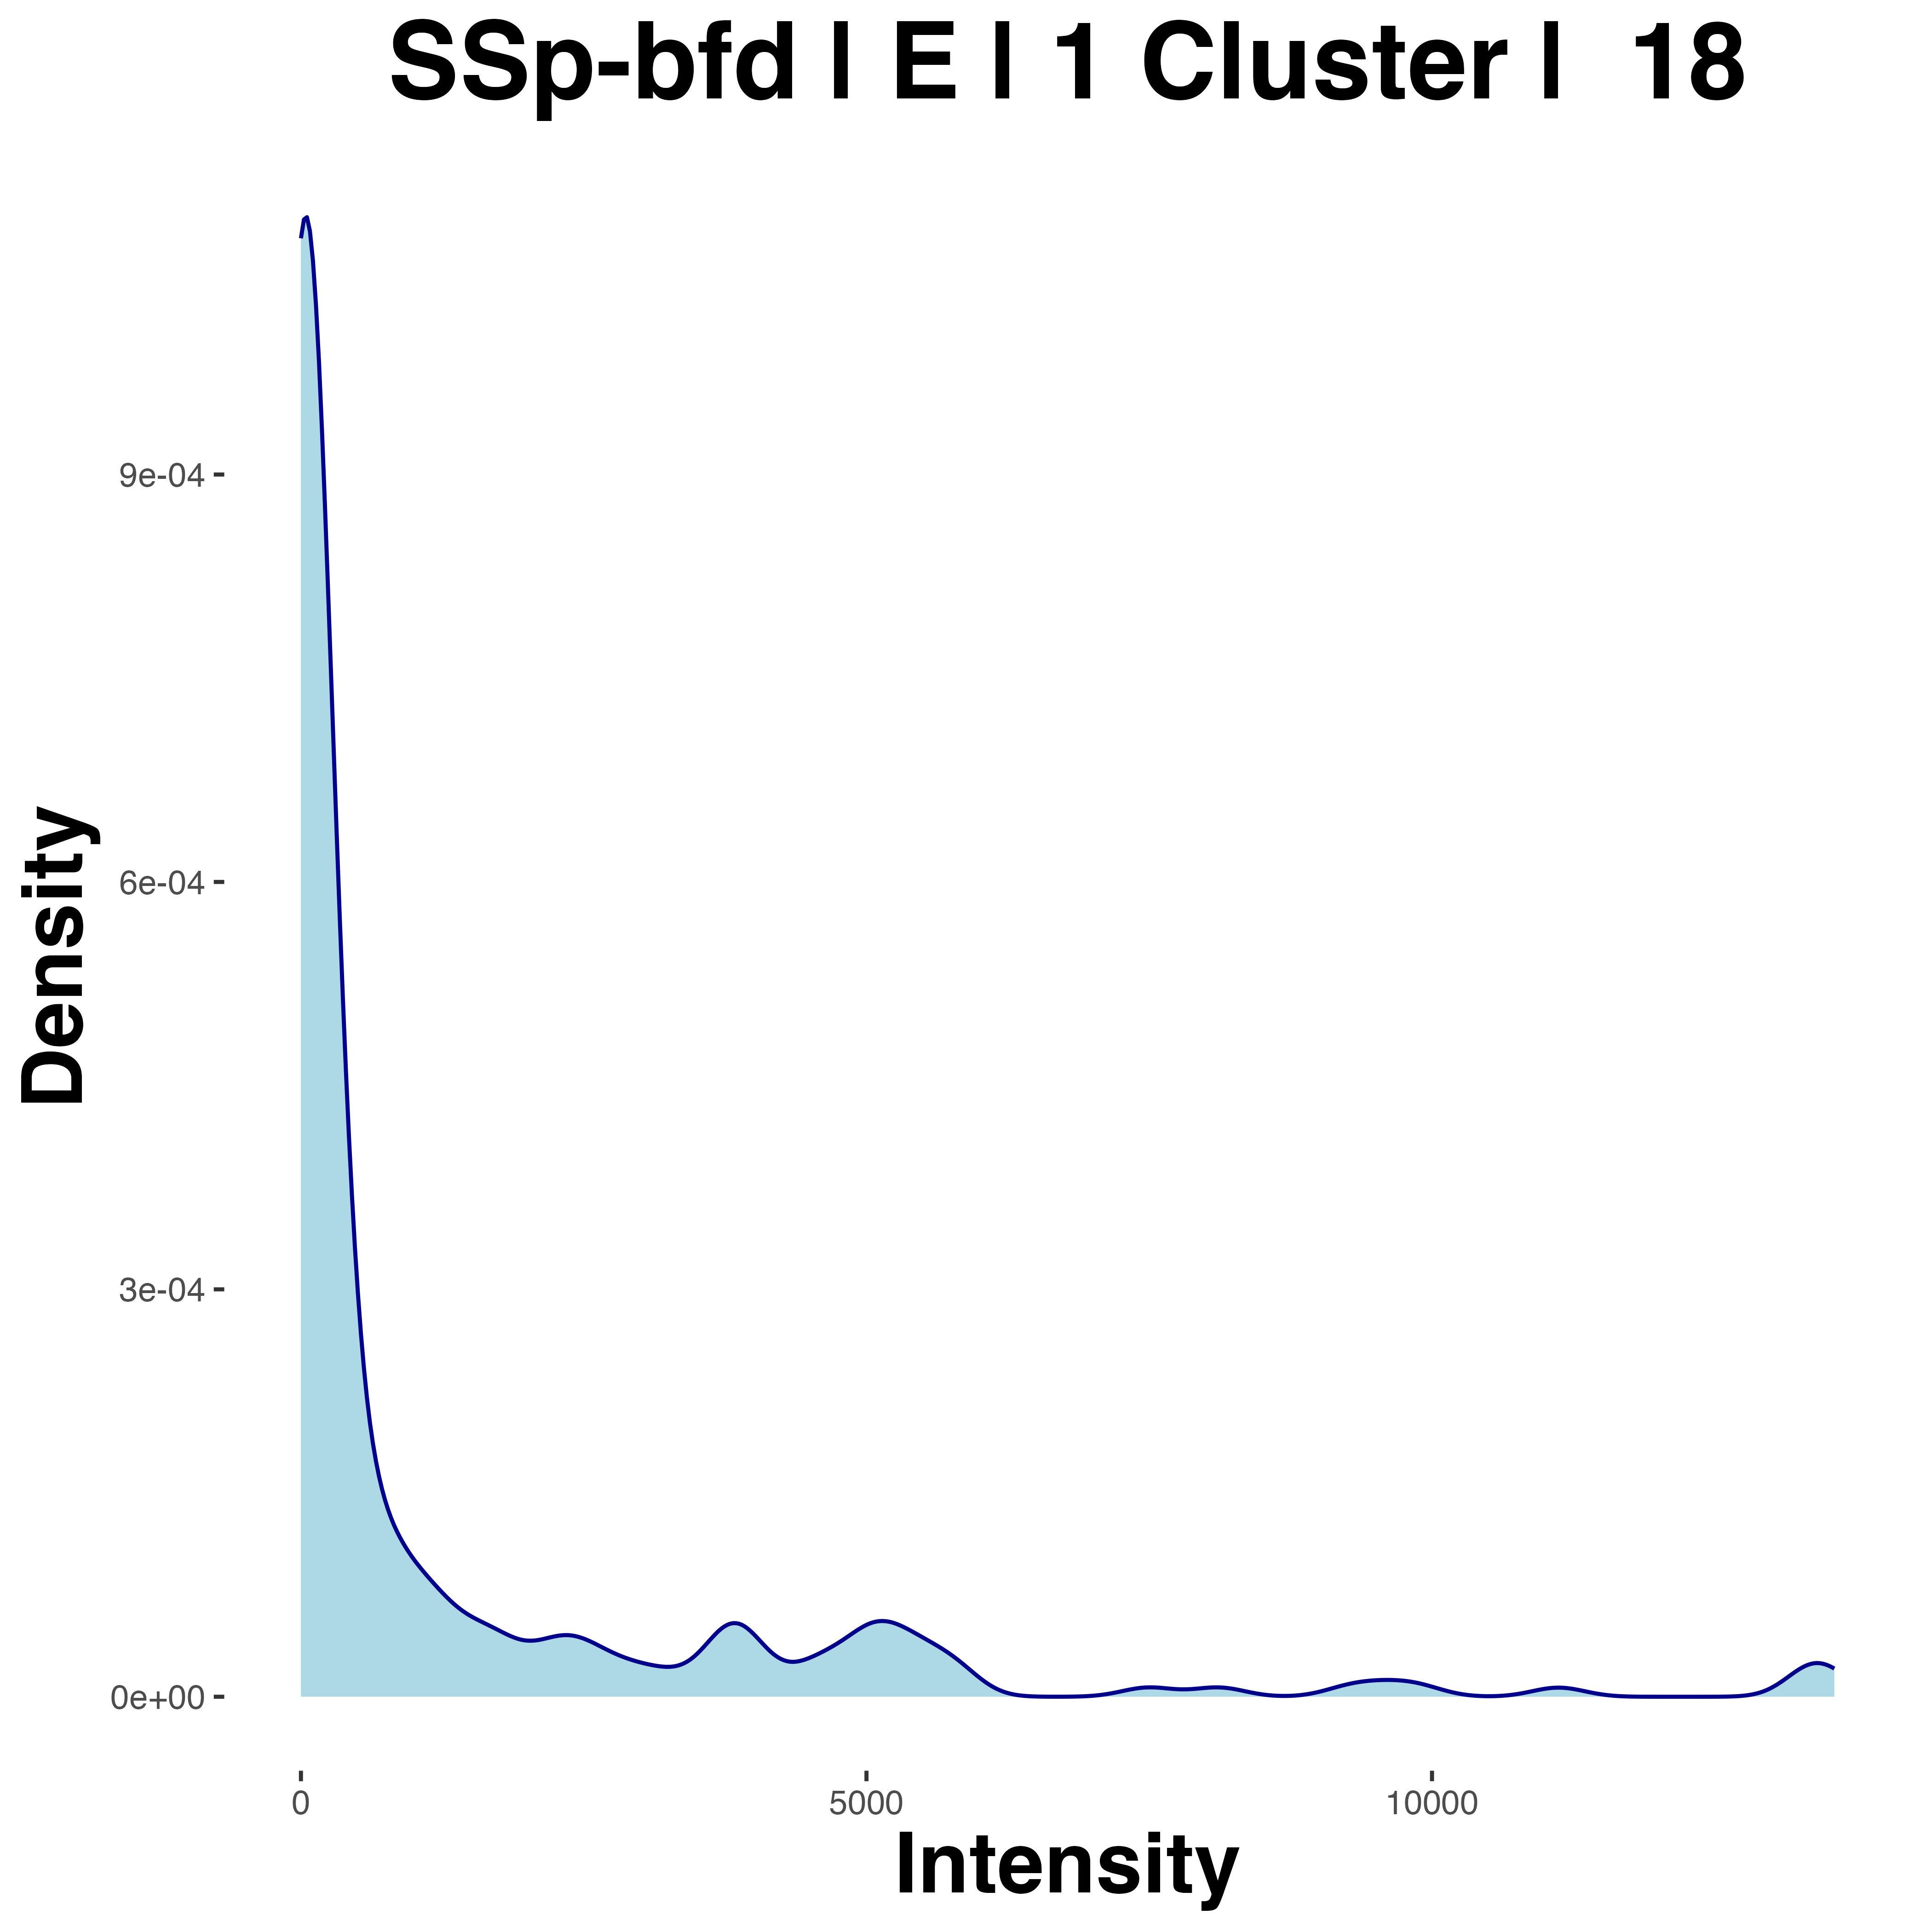 SSp-bfd | E | 1 Cluster | 18
9e-04
6e-04
3e-04
0e+00
Density
0
5000
10000
Intensity